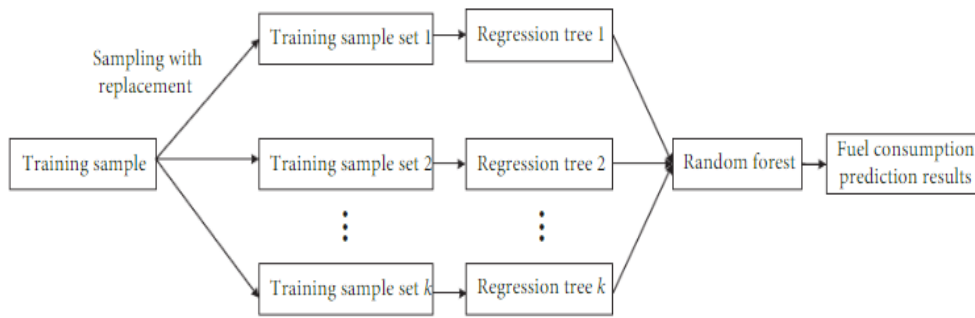 Sampling with
replacement
Training sample
Training sample set 1
Regression tree 1
Training sample set 2
Regression tree 2
Training sample set k
Regression tree k
Random forest
Fuel consumption
prediction results